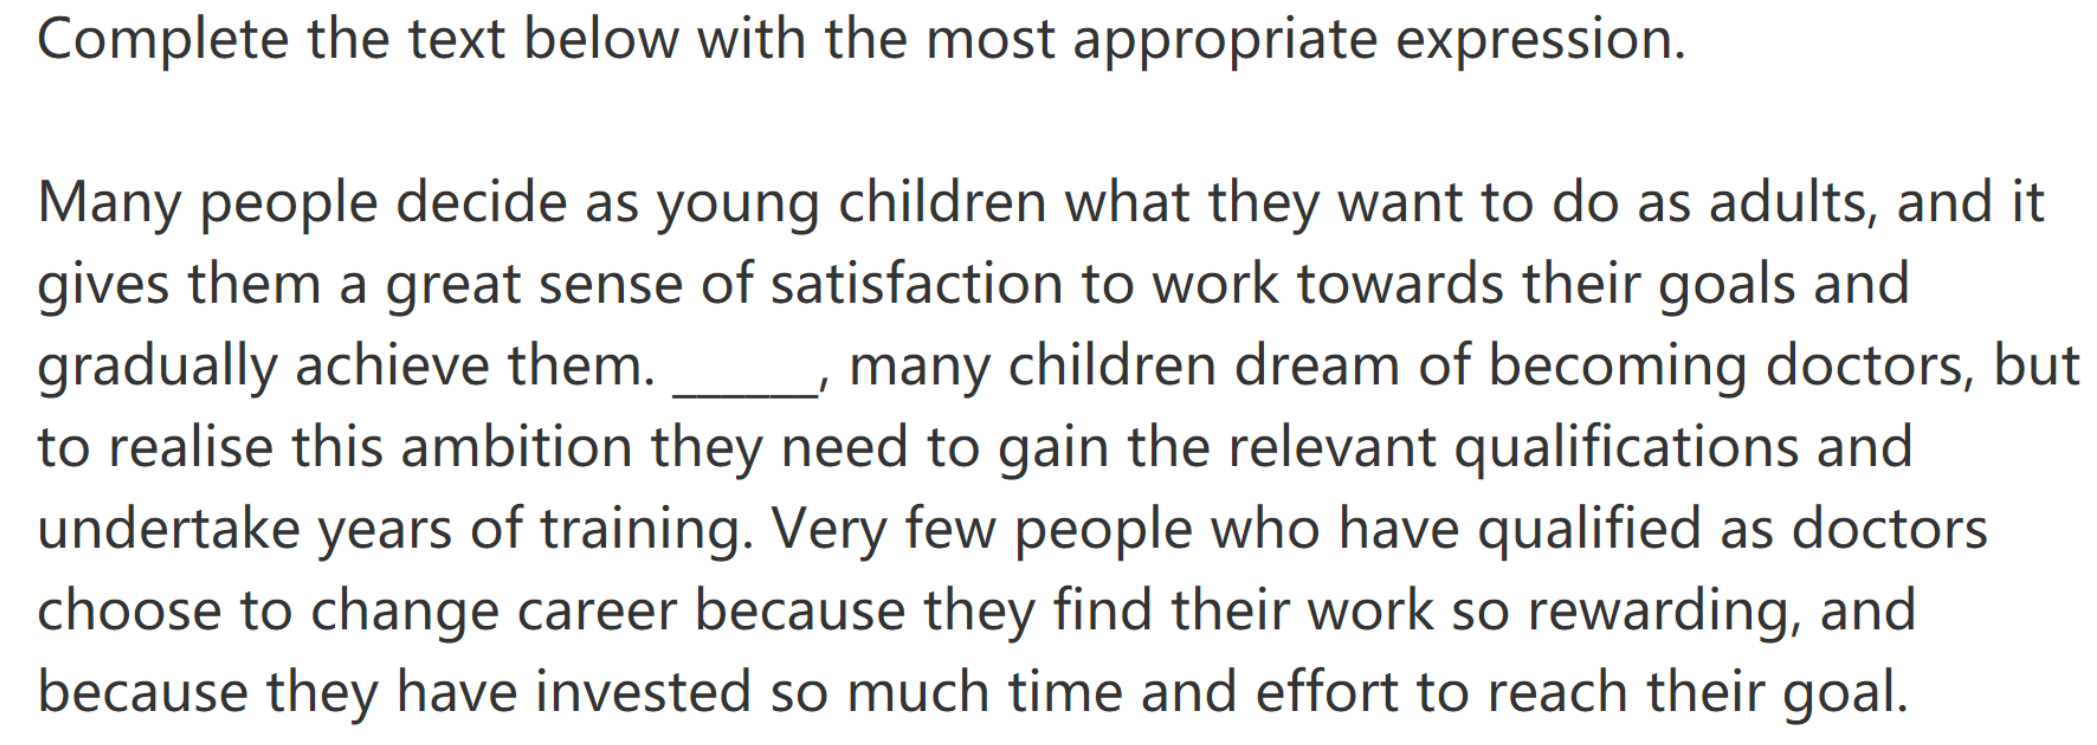 Complete the text below with the most appropriate expression.
Many people decide as young children what they want to do as adults, and it
gives them a great sense of satisfaction to work towards their goals and
gradually achieve them. ______, many children dream of becoming doctors, but
to realise this ambition they need to gain the relevant qualifications and
undertake years of training. Very few people who have qualified as doctors
choose to change career because they find their work so rewarding, and
because they have invested so much time and effort to reach their goal.